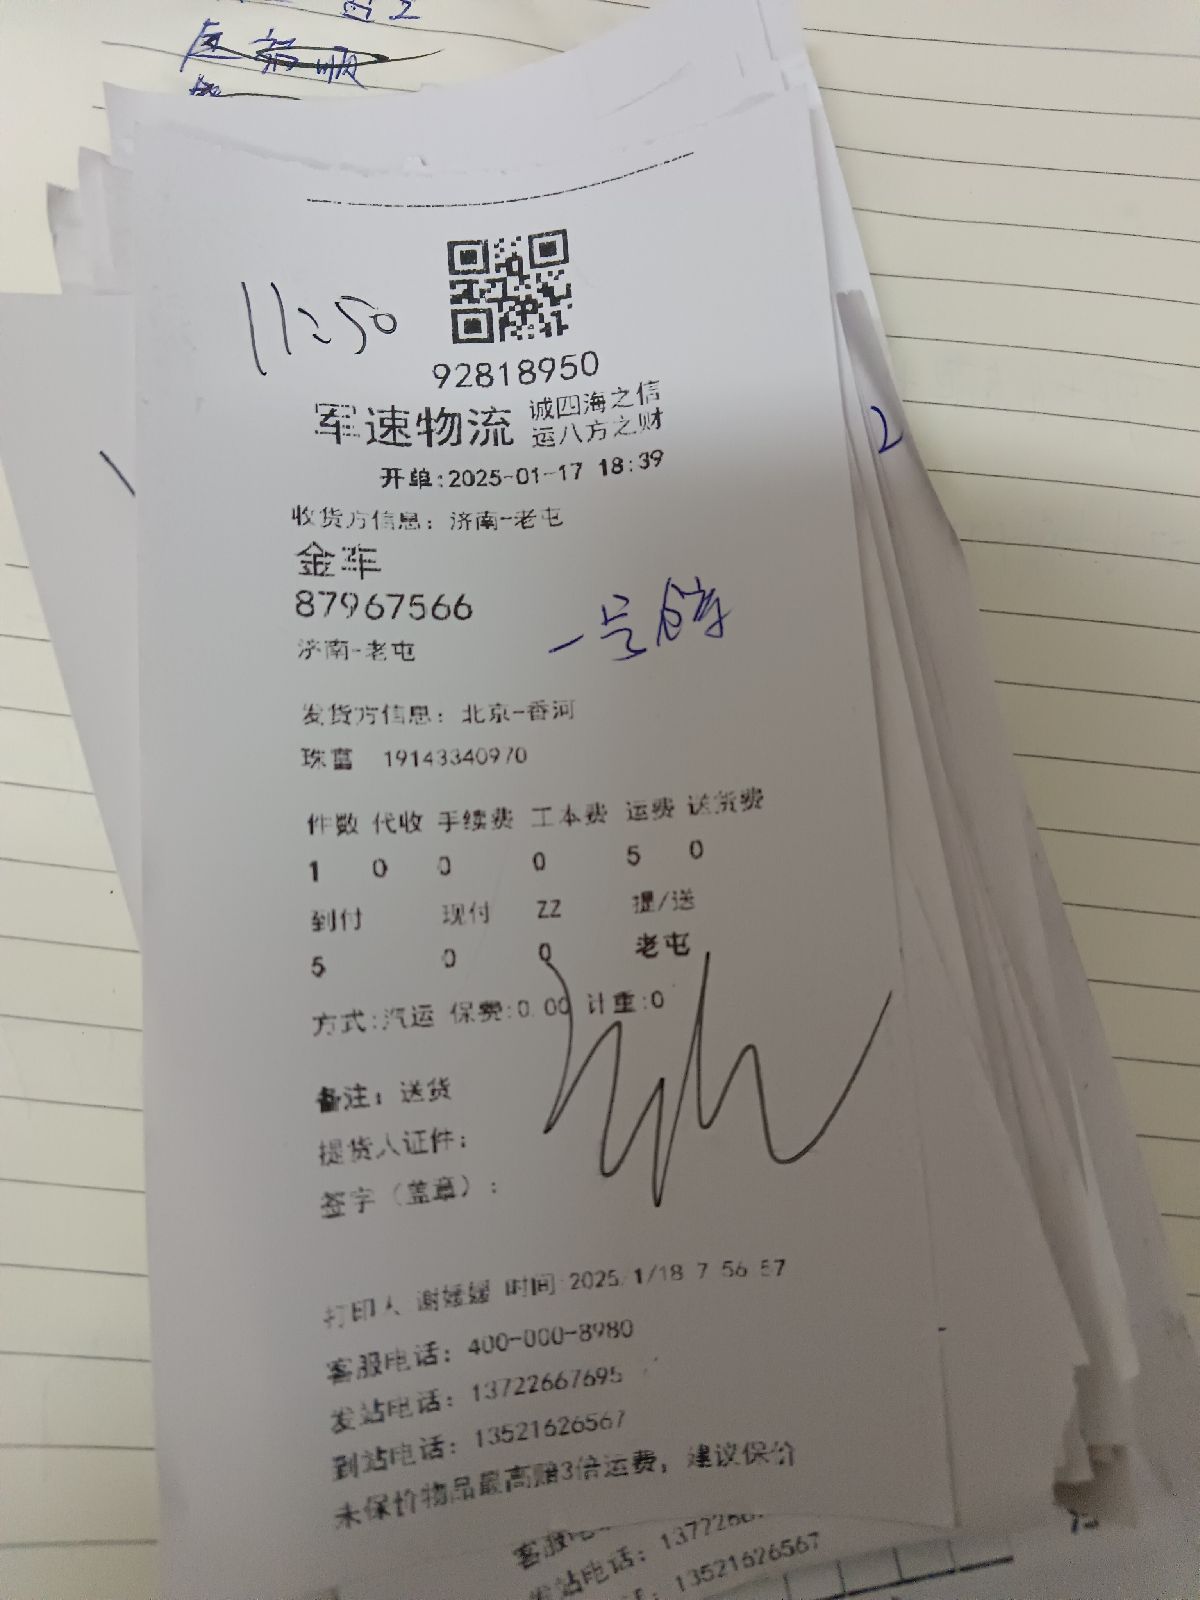 11:50
92818950
军速物流 诚四海之信
运八方之财
开单:2025-01-17 18:39
收货方信息：济南-老屯
金车
87967566
一号
济南-老屯
发货方信息：北京-香河
珠富 19143340970
件数 代收 手续费 工本费 运费 送货费
1 0 0 0 5 0
到付 现付 ZZ 提/送
5 0 0 老屯
方式:汽运 保费:0.00 计重:0
备注：送货
提货人证件：
签字（盖章）：
打印人 谢媛媛 时间 2025/1/18 7 56 57
客服电话：400-000-8980
发站电话：13722667695
到站电话：13521626567
未保价物品最高赔3倍运费，建议保价
客服电
发站电话：1377266
13521626567
2